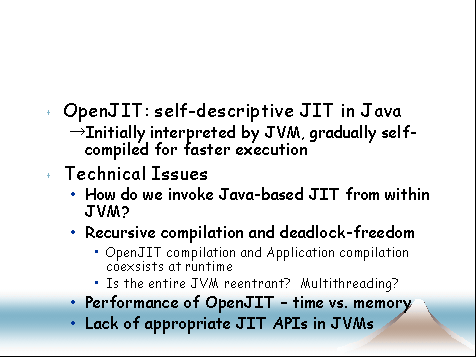 OpenJIT: self-descriptive JIT in Java
→Initially interpreted by JVM, gradually self-
compiled for faster execution
Technical Issues
• How do we invoke Java-based JIT from within
JVM?
• Recursive compilation and deadlock-freedom
• OpenJIT compilation and Application compilation
coexsists at runtime
• Is the entire JVM reentrant? Multithreading?
• Performance of OpenJIT – time vs. memory
• Lack of appropriate JIT APIs in JVMs